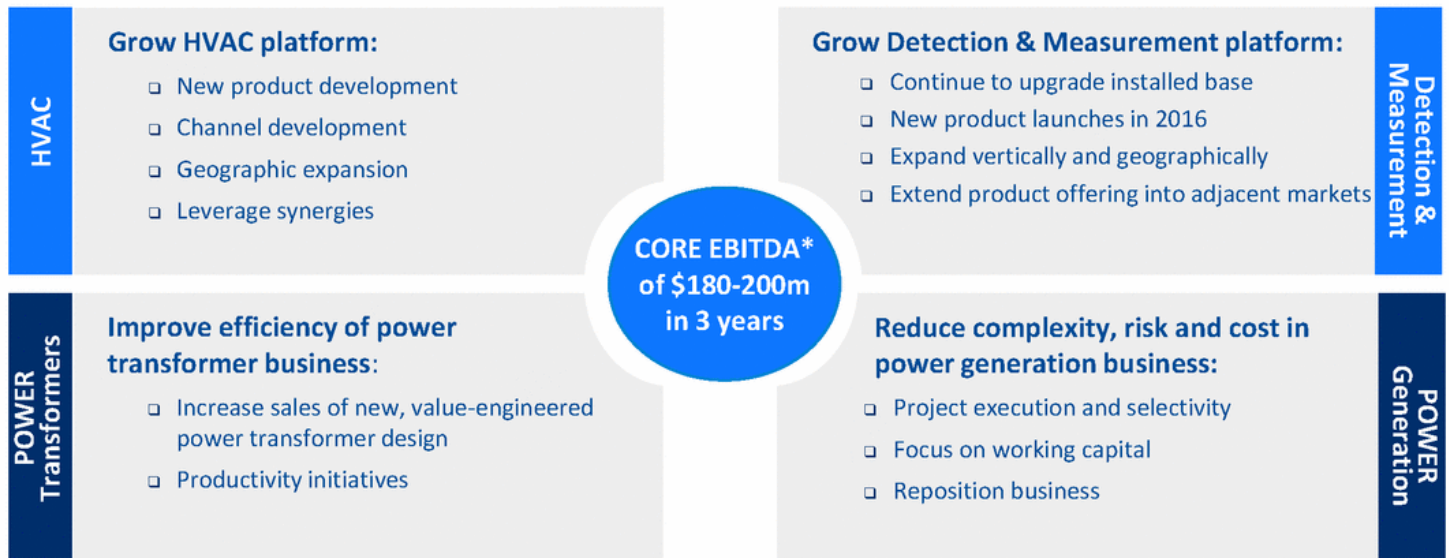 HVAC
Grow HVAC platform:
❑ New product development
❑ Channel development
❑ Geographic expansion
❑ Leverage synergies
Grow Detection & Measurement platform:
❑ Continue to upgrade installed base
❑ New product launches in 2016
❑ Expand vertically and geographically
❑ Extend product offering into adjacent markets
Detection &
Measurement
CORE EBITDA*
of $180-200m
in 3 years
POWER
Transformers
Improve efficiency of power
transformer business:
❑ Increase sales of new, value-engineered
power transformer design
❑ Productivity initiatives
Reduce complexity, risk and cost in
power generation business:
❑ Project execution and selectivity
❑ Focus on working capital
❑ Reposition business
POWER
Generation